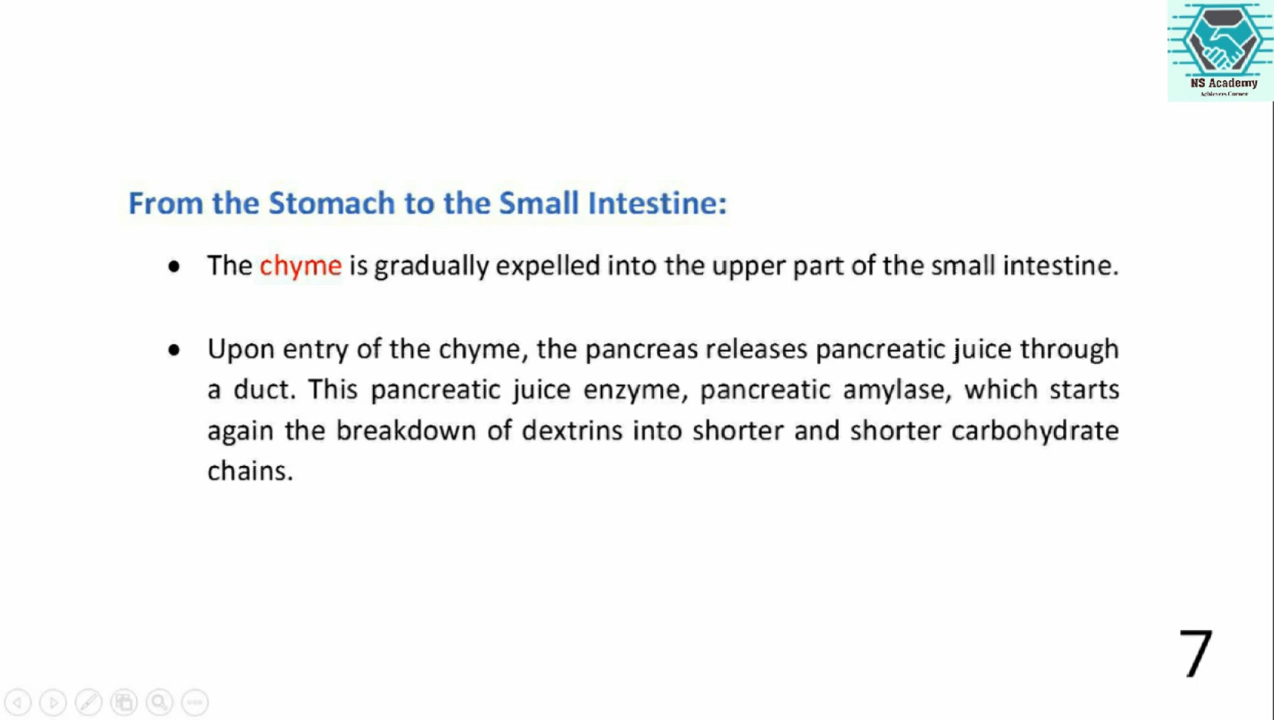 NS Academy
Achievers Corner
From the Stomach to the Small Intestine:
• The chyme is gradually expelled into the upper part of the small intestine.
• Upon entry of the chyme, the pancreas releases pancreatic juice through
a duct. This pancreatic juice enzyme, pancreatic amylase, which starts
again the breakdown of dextrins into shorter and shorter carbohydrate
chains.
7